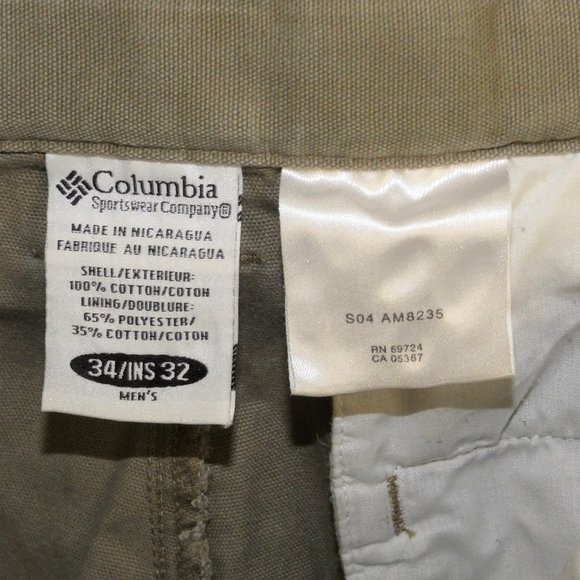 Columbia
Sportswear Company®
MADE IN NICARAGUA
FABRIQUE AU NICARAGUA
SHELL/EXTERIEUR:
100% COTTON/COTON
LINING/DOUBLURE:
65% POLYESTER/
35% COTTON/COTON
34/INS 32
MEN'S
S04 AM8235
RN 69724
CA 05367